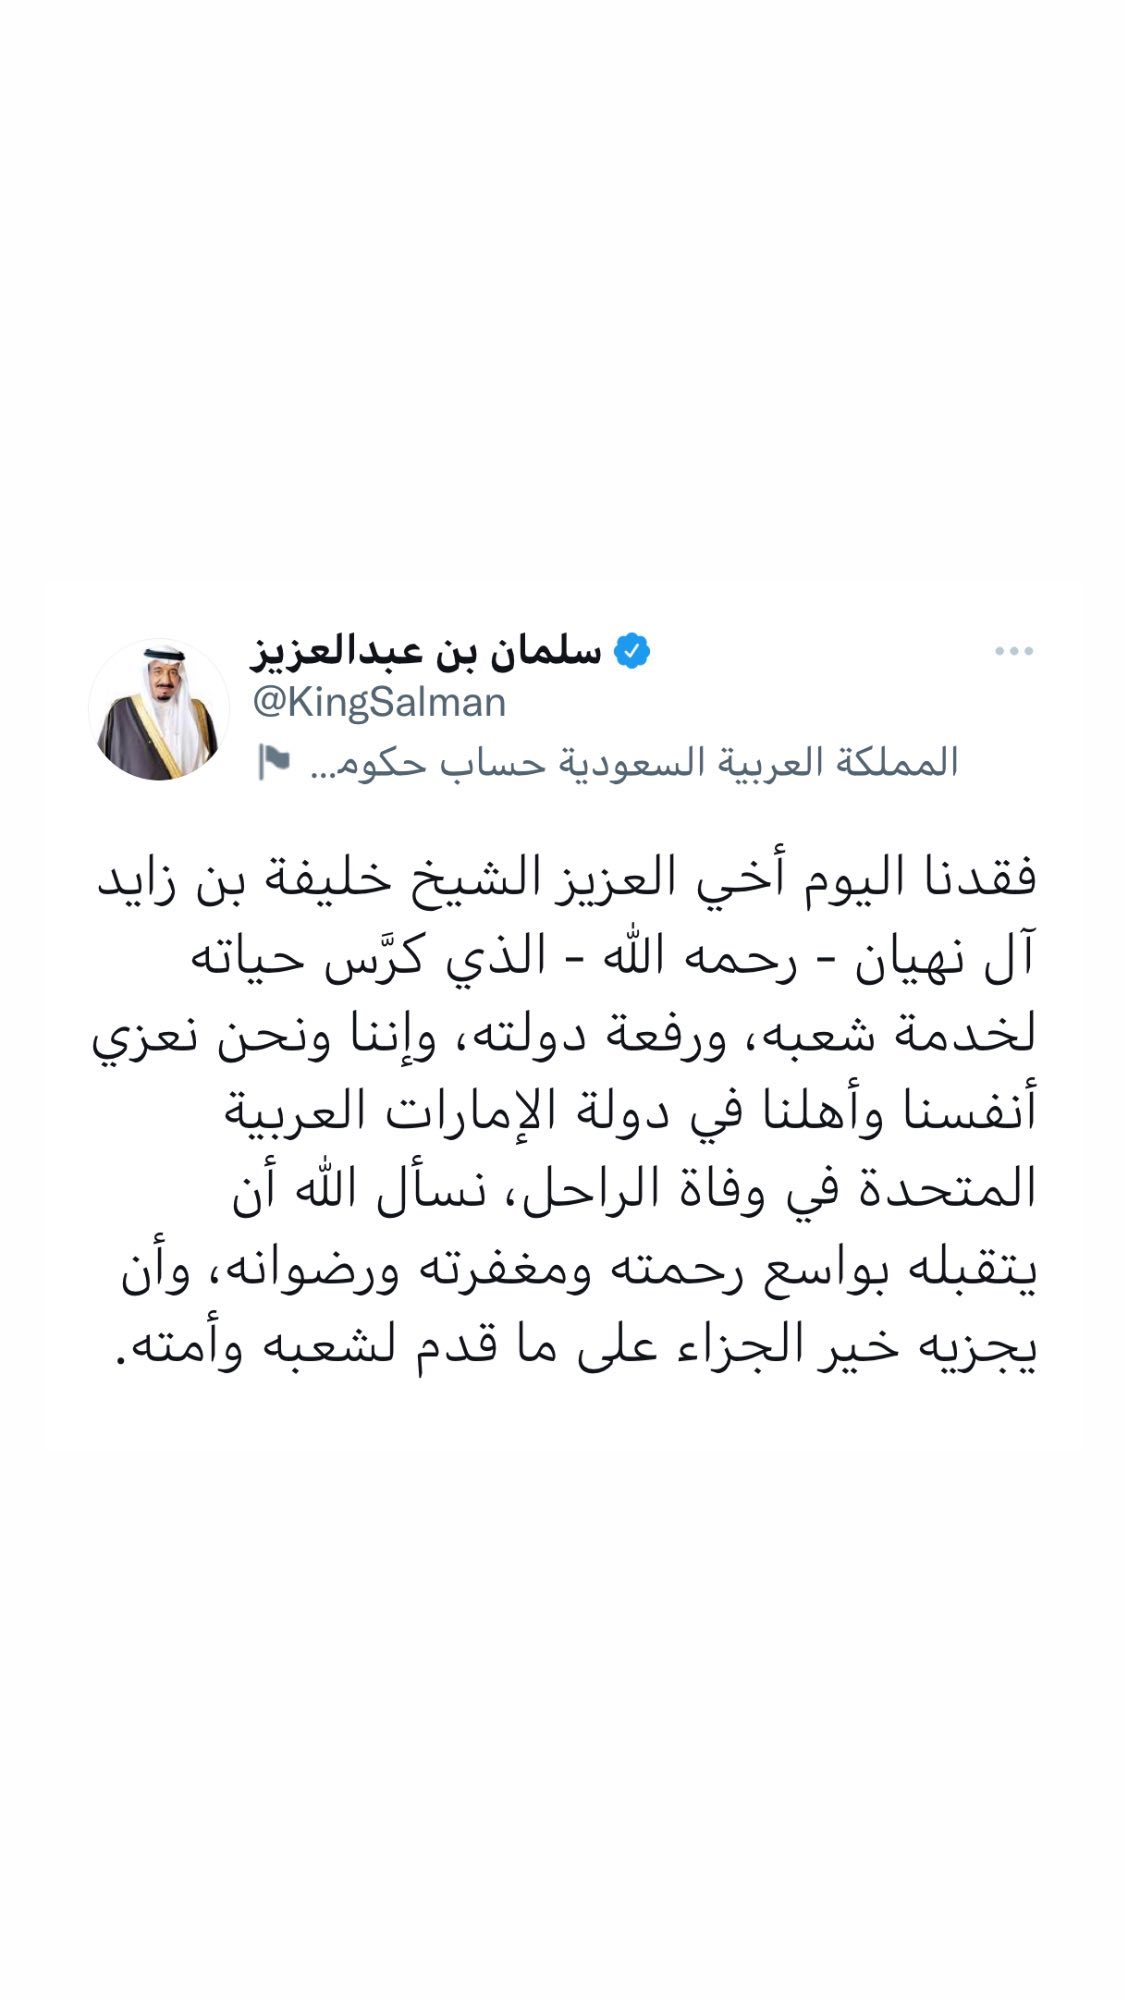 سلمان بن عبدالعزيز
@KingSalman
المملكة العربية السعودية حساب حكوم...
فقدنا اليوم أخي العزيز الشيخ خليفة بن زايد
آل نهيان - رحمه الله - الذي كرَّس حياته
لخدمة شعبه، ورفعة دولته، وإننا ونحن نعزي
أنفسنا وأهلنا في دولة الإمارات العربية
المتحدة في وفاة الراحل، نسأل الله أن
يتقبله بواسع رحمته ومغفرته ورضوانه، وأن
يجزيه خير الجزاء على ما قدم لشعبه وأمته.